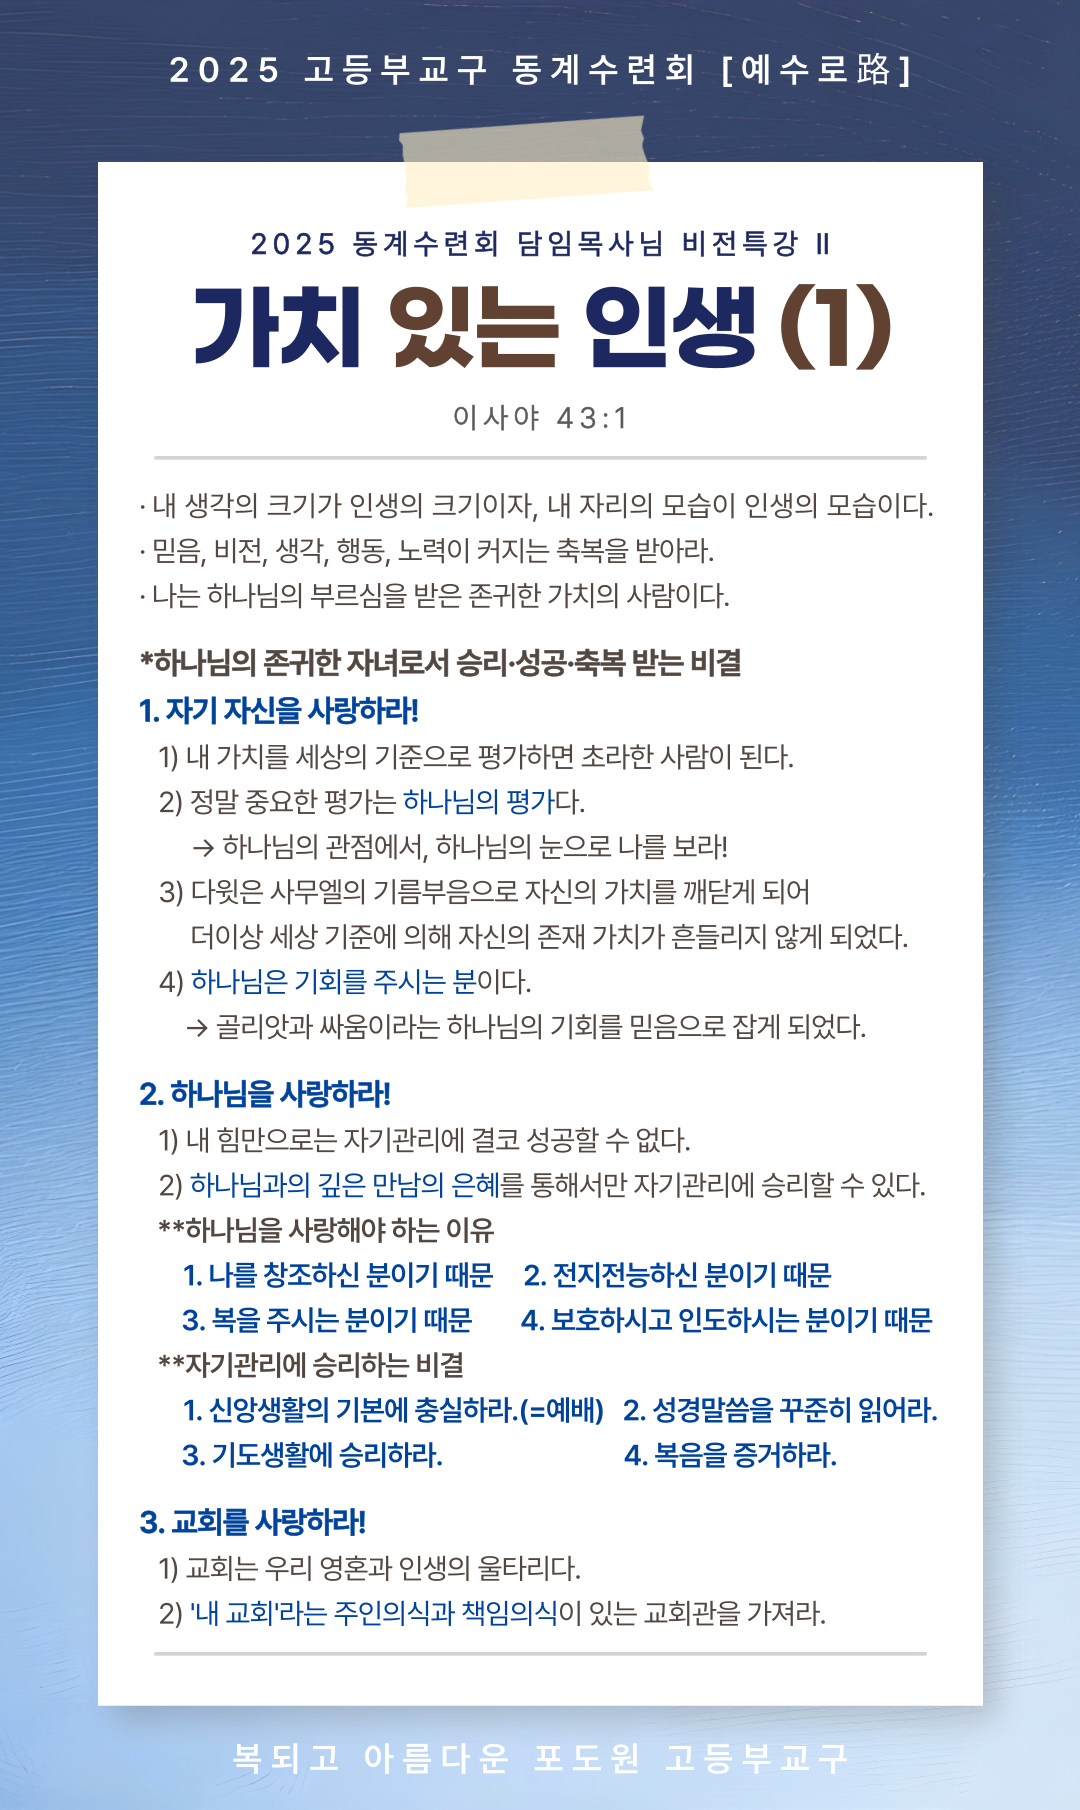 2025 고등부교구 동계수련회 [예수로路]
2025 동계수련회 담임목사님 비전특강 II
가치 있는 인생 (1)
이사야 43:1
· 내 생각의 크기가 인생의 크기이자, 내 자리의 모습이 인생의 모습이다.
· 믿음, 비전, 생각, 행동, 노력이 커지는 축복을 받아라.
· 나는 하나님의 부르심을 받은 존귀한 가치의 사람이다.
*하나님의 존귀한 자녀로서 승리·성공·축복 받는 비결
1. 자기 자신을 사랑하라!
1) 내 가치를 세상의 기준으로 평가하면 초라한 사람이 된다.
2) 정말 중요한 평가는 하나님의 평가다.
→ 하나님의 관점에서, 하나님의 눈으로 나를 보라!
3) 다윗은 사무엘의 기름부음으로 자신의 가치를 깨닫게 되어
더이상 세상 기준에 의해 자신의 존재 가치가 흔들리지 않게 되었다.
4) 하나님은 기회를 주시는 분이다.
→ 골리앗과 싸움이라는 하나님의 기회를 믿음으로 잡게 되었다.
2. 하나님을 사랑하라!
1) 내 힘만으로는 자기관리에 결코 성공할 수 없다.
2) 하나님과의 깊은 만남의 은혜를 통해서만 자기관리에 승리할 수 있다.
**하나님을 사랑해야 하는 이유
1. 나를 창조하신 분이기 때문 2. 전지전능하신 분이기 때문
3. 복을 주시는 분이기 때문 4. 보호하시고 인도하시는 분이기 때문
**자기관리에 승리하는 비결
1. 신앙생활의 기본에 충실하라.(=예배) 2. 성경말씀을 꾸준히 읽어라.
3. 기도생활에 승리하라. 4. 복음을 증거하라.
3. 교회를 사랑하라!
1) 교회는 우리 영혼과 인생의 울타리다.
2) '내 교회'라는 주인의식과 책임의식이 있는 교회관을 가져라.
복되고 아름다운 포도원 고등부교구